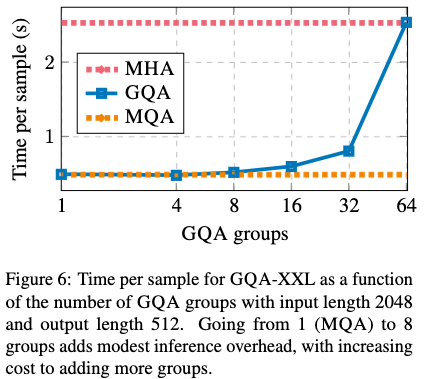 Time per sample (s)
2
1
MHA
GQA
MQA
1 4 8 16 32 64
GQA groups
Figure 6: Time per sample for GQA-XXL as a function
of the number of GQA groups with input length 2048
and output length 512. Going from 1 (MQA) to 8
groups adds modest inference overhead, with increasing
cost to adding more groups.